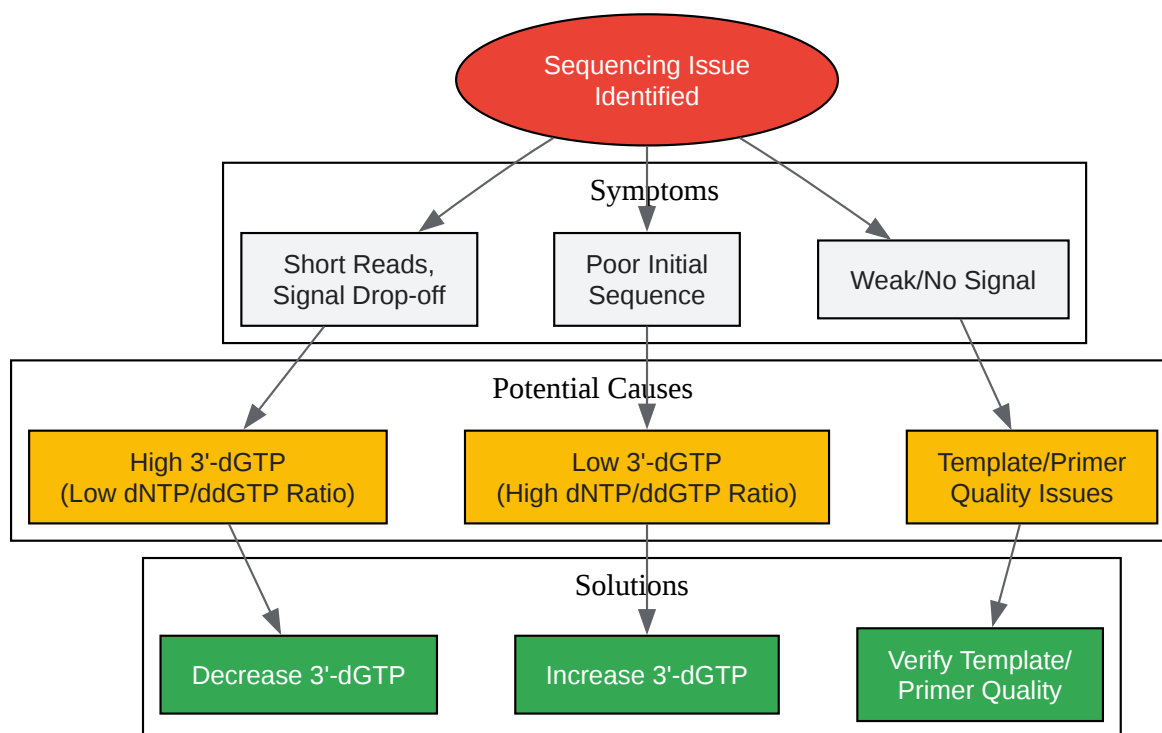 Sequencing Issue
Identified
Symptoms
Short Reads,
Signal Drop-off
Poor Initial
Sequence
Weak/No Signal
Potential Causes
High 3'-dGTP
(Low dNTP/ddGTP Ratio)
Low 3'-dGTP
(High dNTP/ddGTP Ratio)
Template/Primer
Quality Issues
Solutions
Decrease 3'-dGTP
Increase 3'-dGTP
Verify Template/
Primer Quality